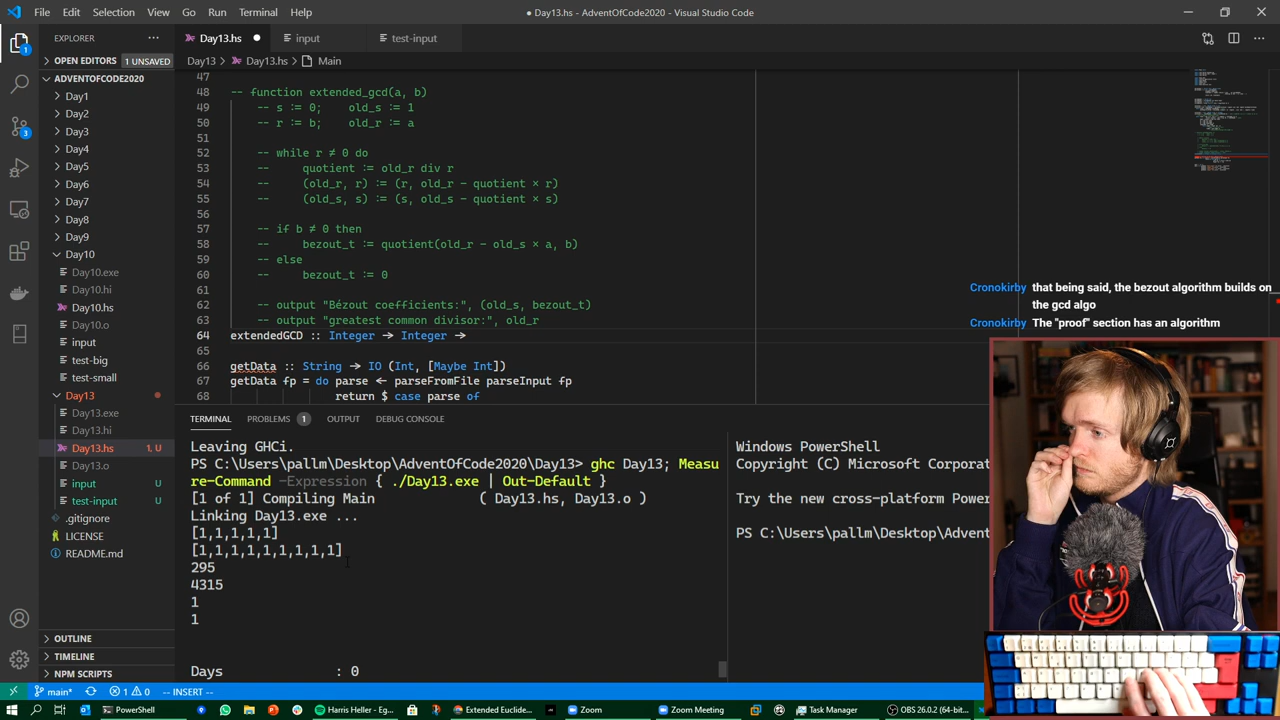 File Edit Selection View Go Run Terminal Help
● Day13.hs - AdventOfCode2020 - Visual Studio Code
EXPLORER
Day13.hs
input
test-input
OPEN EDITORS 1 UNSAVED
Day13 > Day13.hs > Main
ADVENTOFCODE2020
Day1
Day2
Day3
Day4
Day5
Day6
Day7
Day8
Day9
Day10
Day10.exe
Day10.hi
Day10.hs
Day10.o
input
test-big
test-small
Day13
Day13.exe
Day13.hi
Day13.hs 1, U
Day13.o
input U
test-input U
.gitignore
LICENSE
README.md
OUTLINE
TIMELINE
NPM SCRIPTS
47
48 -- function extended_gcd(a, b)
49 -- s := 0; old_s := 1
50 -- r := b; old_r := a
51
52 -- while r ≠ 0 do
53 -- quotient := old_r div r
54 -- (old_r, r) := (r, old_r - quotient × r)
55 -- (old_s, s) := (s, old_s - quotient × s)
56
57 -- if b ≠ 0 then
58 -- bezout_t := quotient(old_r - old_s × a, b)
59 -- else
60 -- bezout_t := 0
61
62 -- output "Bézout coefficients:", (old_s, bezout_t)
63 -- output "greatest common divisor:", old_r
64 extendedGCD :: Integer → Integer →
65
66 getData :: String → IO (Int, [Maybe Int])
67 getData fp = do parse ← parseFromFile parseInput fp
68 return $ case parse of
Cronokirby that being said, the bezout algorithm builds on
the gcd algo
Cronokirby The "proof" section has an algorithm
TERMINAL PROBLEMS 1 OUTPUT DEBUG CONSOLE
Leaving GHCi.
PS C:\Users\pallm\Desktop\AdventOfCode2020\Day13> ghc Day13; Measu
re-Command -Expression { ./Day13.exe | Out-Default }
[1 of 1] Compiling Main ( Day13.hs, Day13.o )
Linking Day13.exe ...
[1,1,1,1,1]
[1,1,1,1,1,1,1,1,1]
295
4315
1
1
Days : 0
Windows PowerShell
Copyright (C) Microsoft Corporat
Try the new cross-platform Power
PS C:\Users\pallm\Desktop\Advent
main* 1 0 -- INSERT --
PowerShell
Harris Heller - Eg...
Extended Euclide...
Zoom
Zoom Meeting
Task Manager
OBS 26.0.2 (64-bit...